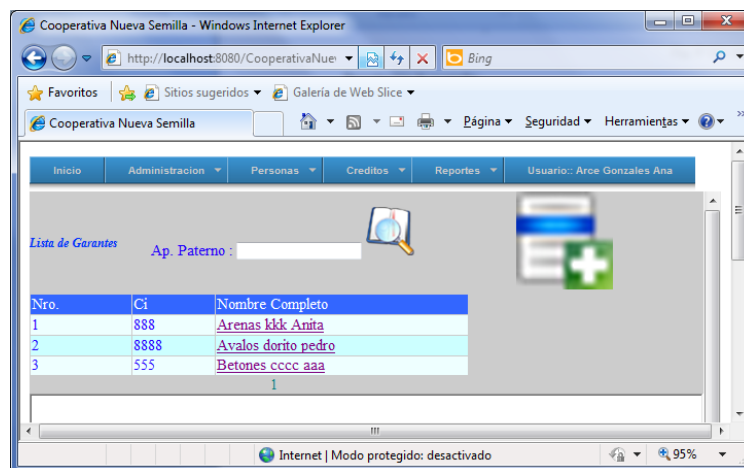 Cooperativa Nueva Semilla - Windows Internet Explorer
http://localhost:8080/CooperativaNue
Bing
Favoritos
Sitios sugeridos
Galería de Web Slice
Cooperativa Nueva Semilla
Página
Seguridad
Herramientas
Inicio
Administracion
Personas
Creditos
Reportes
Usuario:: Arce Gonzales Ana
Lista de Garantes
Ap. Paterno :
Nro. Ci Nombre Completo
1 888 Arenas kkk Anita
2 8888 Avalos dorito pedro
3 555 Betones cccc aaa
1
Internet | Modo protegido: desactivado
95%